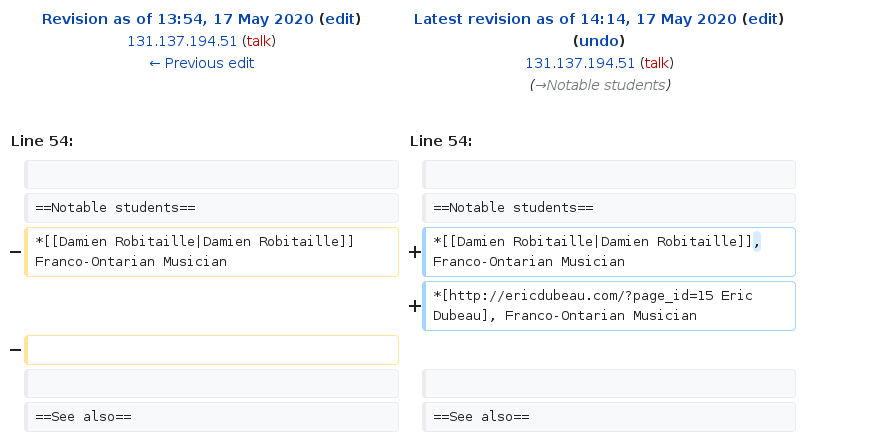 Revision as of 13:54, 17 May 2020 (edit)
131.137.194.51 (talk)
← Previous edit
Latest revision as of 14:14, 17 May 2020 (edit)
(undo)
131.137.194.51 (talk)
(→Notable students)
Line 54:
Line 54:
==Notable students==
==Notable students==
− *[[Damien Robitaille|Damien Robitaille]]
Franco-Ontarian Musician
+ *[[Damien Robitaille|Damien Robitaille]],
Franco-Ontarian Musician
+ *[http://ericdubeau.com/?page_id=15 Eric
Dubeau], Franco-Ontarian Musician
−
==See also==
==See also==